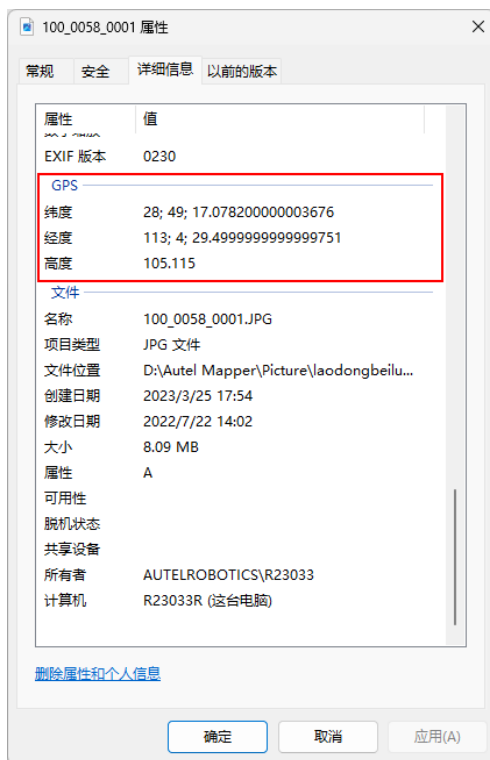 100_0058_0001 属性
常规 安全 详细信息 以前的版本
属性 值
EXIF 版本 0230
GPS
纬度 28; 49; 17.078200000003676
经度 113; 4; 29.4999999999999751
高度 105.115
文件
名称 100_0058_0001.JPG
项目类型 JPG 文件
文件位置 D:\Autel Mapper\Picture\laodongbeilu...
创建日期 2023/3/25 17:54
修改日期 2022/7/22 14:02
大小 8.09 MB
属性 A
可用性
脱机状态
共享设备
所有者 AUTELROBOTICS\R23033
计算机 R23033R (这台电脑)
删除属性和个人信息
确定 取消 应用(A)